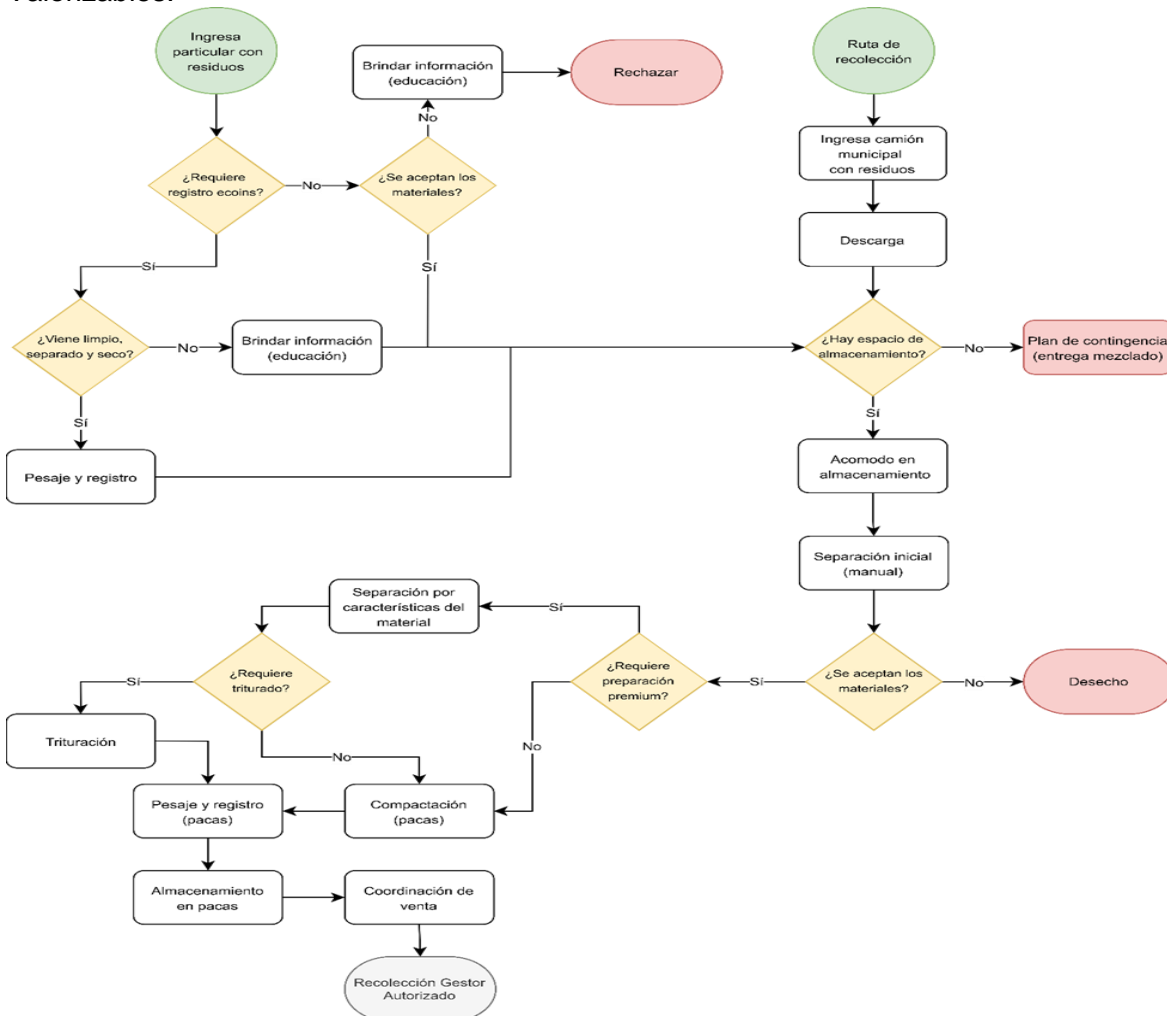 valorizables.
Ingresa
particular con
residuos
Brindar información
(educación)
Rechazar
Ruta de
recolección
No
Ingresa camión
municipal
con residuos
¿Requiere
registro ecoins?
No
¿Se aceptan los
materiales?
Descarga
Sí
Sí
¿Viene limpio,
separado y seco?
No
Brindar información
(educación)
¿Hay espacio de
almacenamiento?
No
Plan de contingencia
(entrega mezclado)
Sí
Sí
Pesaje y registro
Acomodo en
almacenamiento
Separación inicial
(manual)
Separación por
características del
material
Sí
¿Requiere
triturado?
Sí
¿Requiere
preparación
premium?
Sí
¿Se aceptan los
materiales?
No
Desecho
Trituración
No
No
Pesaje y registro
(pacas)
Compactación
(pacas)
Almacenamiento
en pacas
Coordinación de
venta
Recolección Gestor
Autorizado